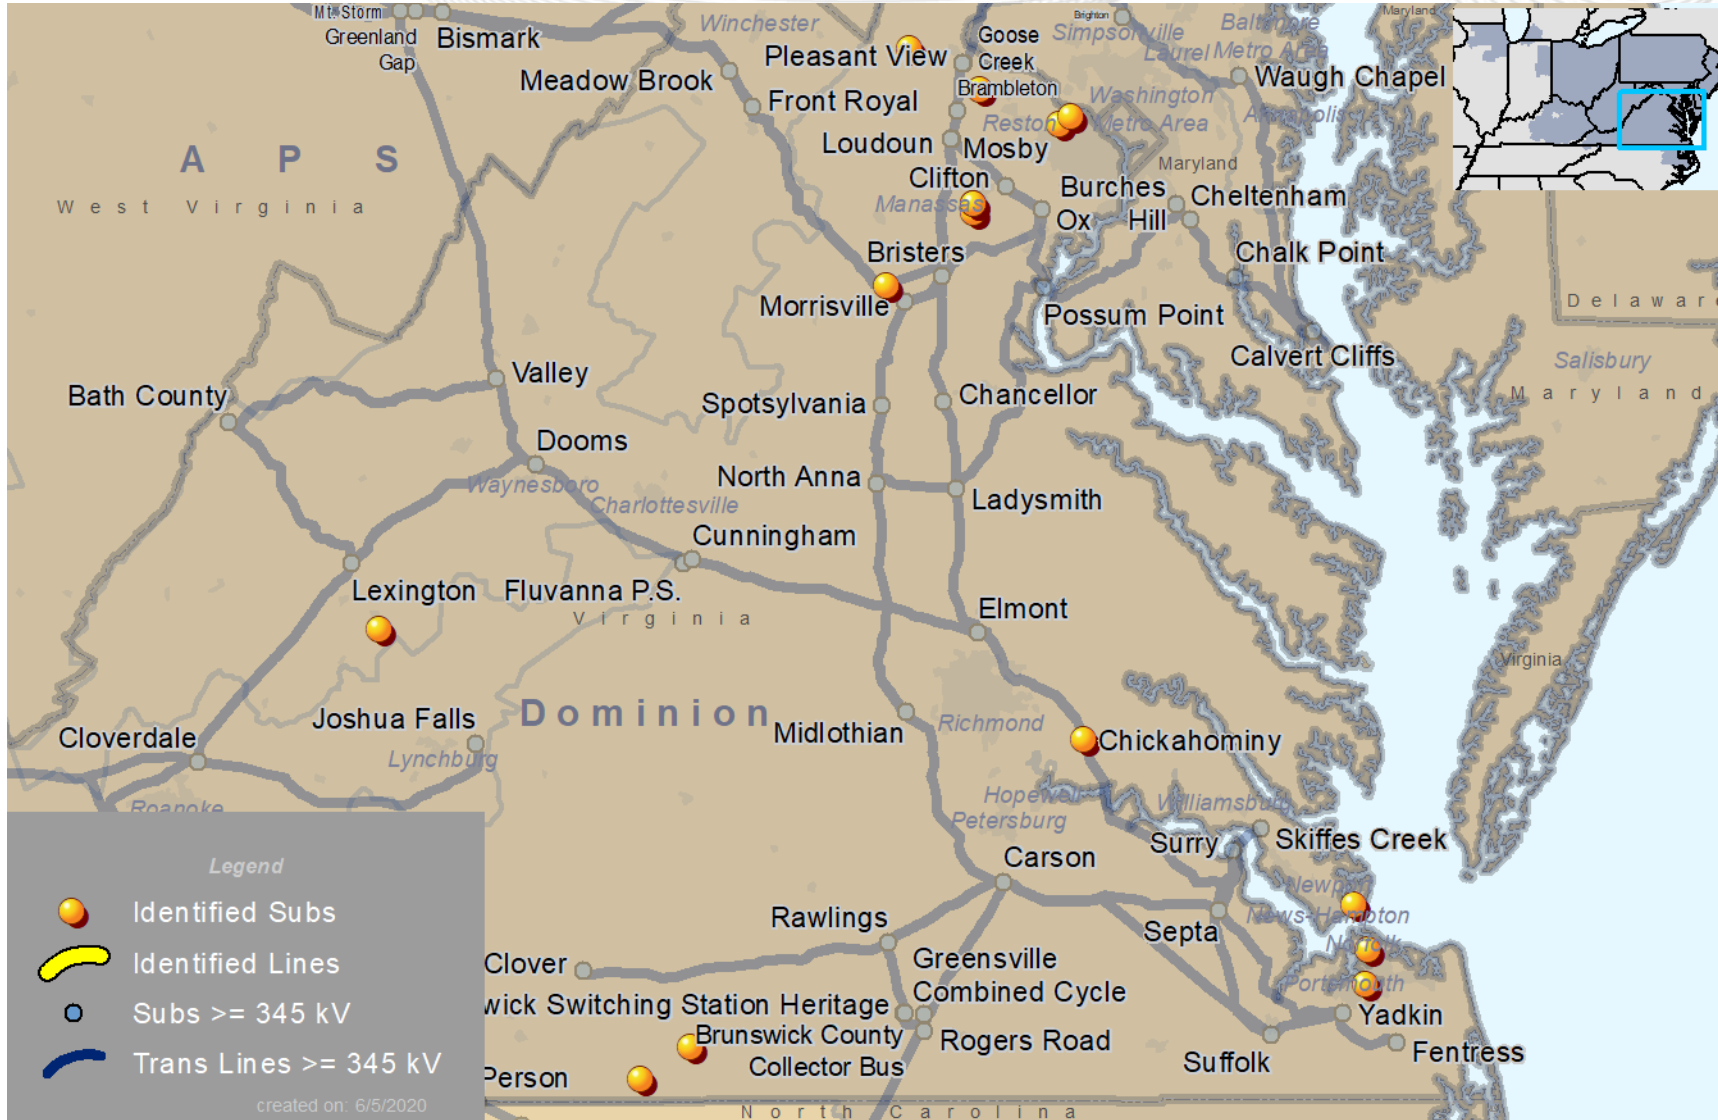 Mt. Storm
Greenland
Gap
Bismark
Winchester
Meadow Brook
Front Royal
Pleasant View
Goose
Creek
Brambleton
Brighton
Simpsonville
Laurel
Baltimore
Metro Area
Maryland
Waugh Chapel
Washington
Metro Area
Annapolis
Reston
Loudoun
Mosby
Maryland
A P S
West Virginia
Clifton
Manassas
Burches
Hill
Ox
Cheltenham
Bristers
Chalk Point
Morrisville
Possum Point
Delaware
Calvert Cliffs
Salisbury
Maryland
Valley
Bath County
Spotsylvania
Chancellor
Dooms
Waynesboro
Charlottesville
North Anna
Ladysmith
Cunningham
Lexington
Fluvanna P.S.
Virginia
Elmont
Virginia
Dominion
Joshua Falls
Lynchburg
Cloverdale
Roanoke
Midlothian
Richmond
Chickahominy
Hopewell
Petersburg
Williamsburg
Surry
Skiffes Creek
Carson
Newport
News-Hampton
Norfolk
Portsmouth
Septa
Rawlings
Clover
Greensville
Combined Cycle
wick Switching Station
Heritage
Brunswick County
Collector Bus
Rogers Road
Yadkin
Suffolk
Fentress
Person
North Carolina
Legend
Identified Subs
Identified Lines
Subs >= 345 kV
Trans Lines >= 345 kV
created on: 6/5/2020